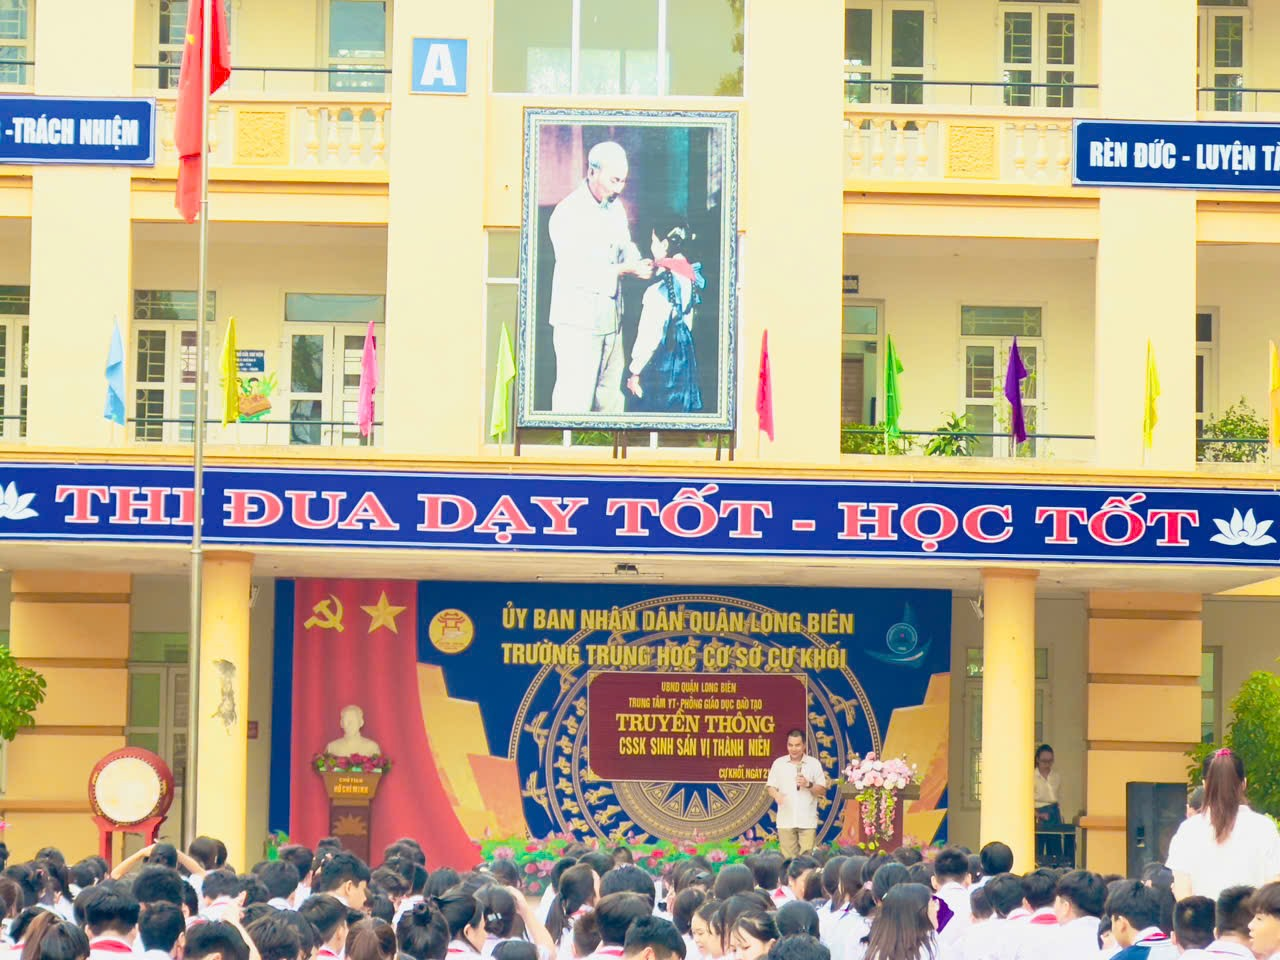 A
-TRÁCH NHIỆM
RÈN ĐỨC - LUYỆN TÀ
THI ĐUA DẠY TỐT - HỌC TỐT
ỦY BAN NHÂN DÂN QUẬN LONG BIÊN
TRƯỜNG TRUNG HỌC CƠ SỞ CỰ KHỐI
UBND QUẬN LONG BIÊN
TRUNG TÂM YT - PHÒNG GIÁO DỤC ĐÀO TẠO
TRUYỀN THÔNG
CSSK SINH SẢN VỊ THÀNH NIÊN
CỰ KHỐI, NGÀY 2
CHỦ TỊCH
HỒ CHÍ MINH